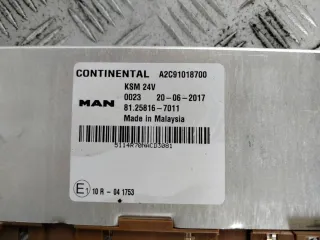 CONTINENTAL A2C91018700
KSM 24V
0023 20-06-2017
MAN 81.25816-7011
Made in Malaysia
5114R70NACD3081
E1 10 R - 04 1753